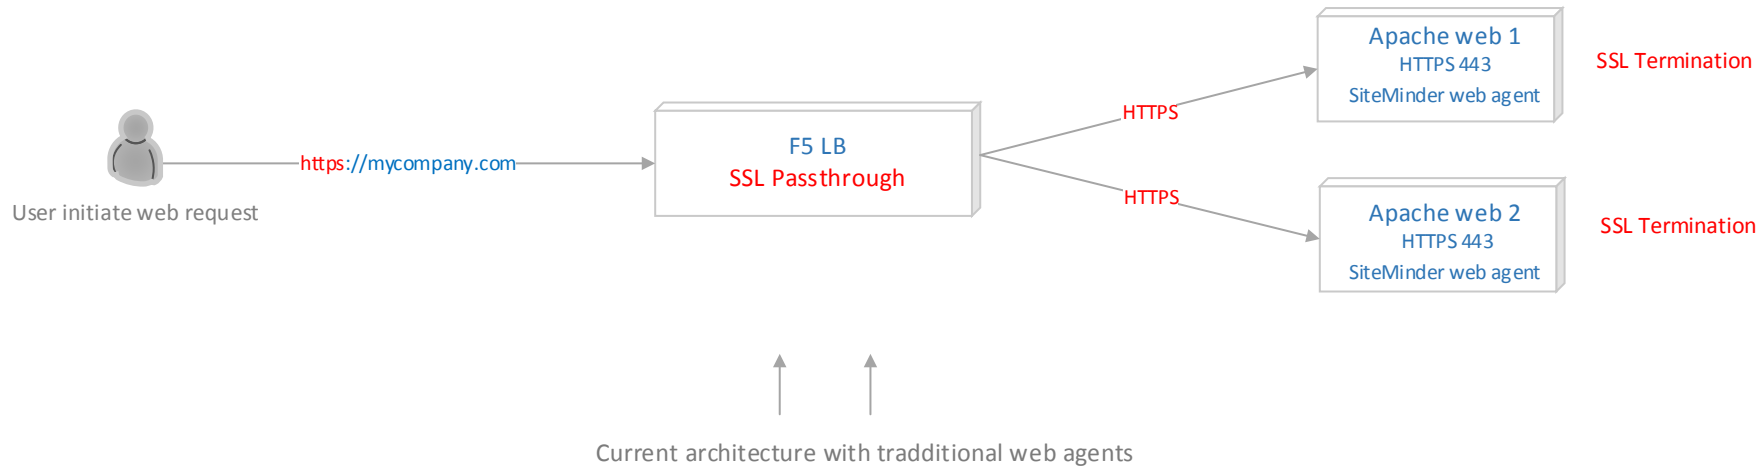 Apache web 1
HTTPS 443
SiteMinder web agent
SSL Termination
HTTPS
F5 LB
SSL Passthrough
https://mycompany.com
User initiate web request
HTTPS
Apache web 2
HTTPS 443
SiteMinder web agent
SSL Termination
Current architecture with tradditional web agents